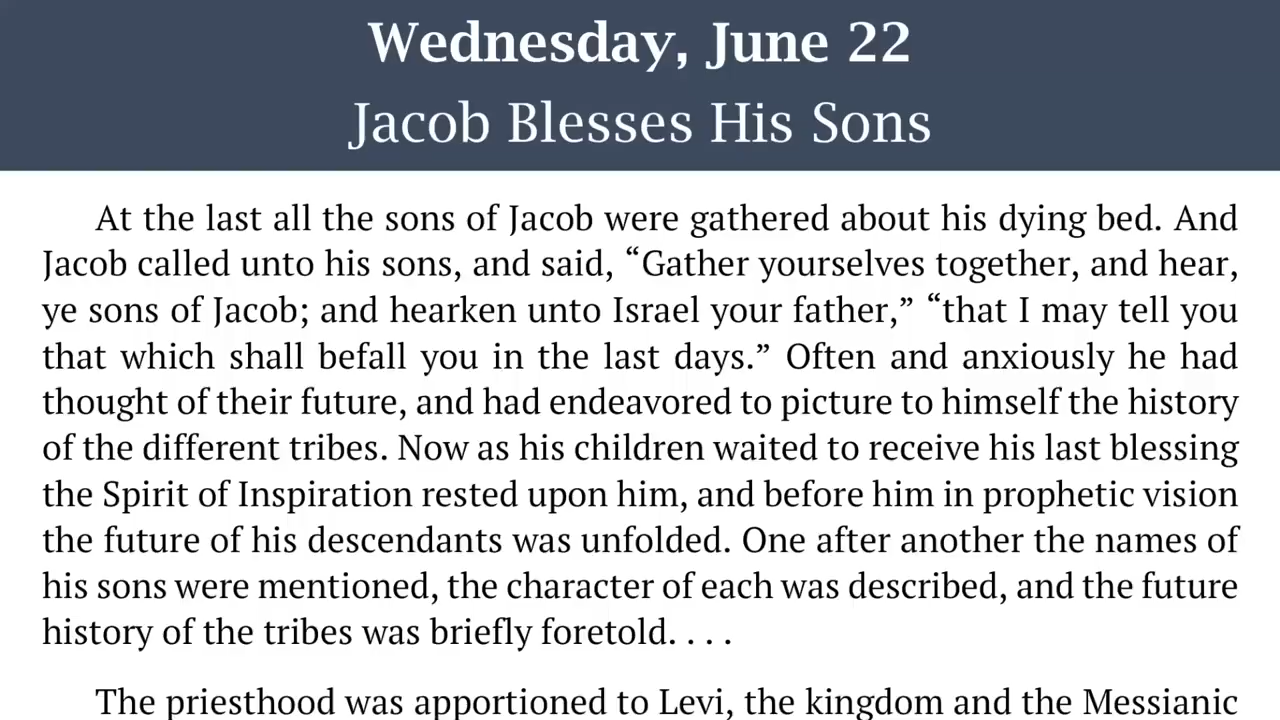 Wednesday, June 22
Jacob Blesses His Sons
At the last all the sons of Jacob were gathered about his dying bed. And
Jacob called unto his sons, and said, “Gather yourselves together, and hear,
ye sons of Jacob; and hearken unto Israel your father,” “that I may tell you
that which shall befall you in the last days.” Often and anxiously he had
thought of their future, and had endeavored to picture to himself the history
of the different tribes. Now as his children waited to receive his last blessing
the Spirit of Inspiration rested upon him, and before him in prophetic vision
the future of his descendants was unfolded. One after another the names of
his sons were mentioned, the character of each was described, and the future
history of the tribes was briefly foretold. . . .
The priesthood was apportioned to Levi, the kingdom and the Messianic